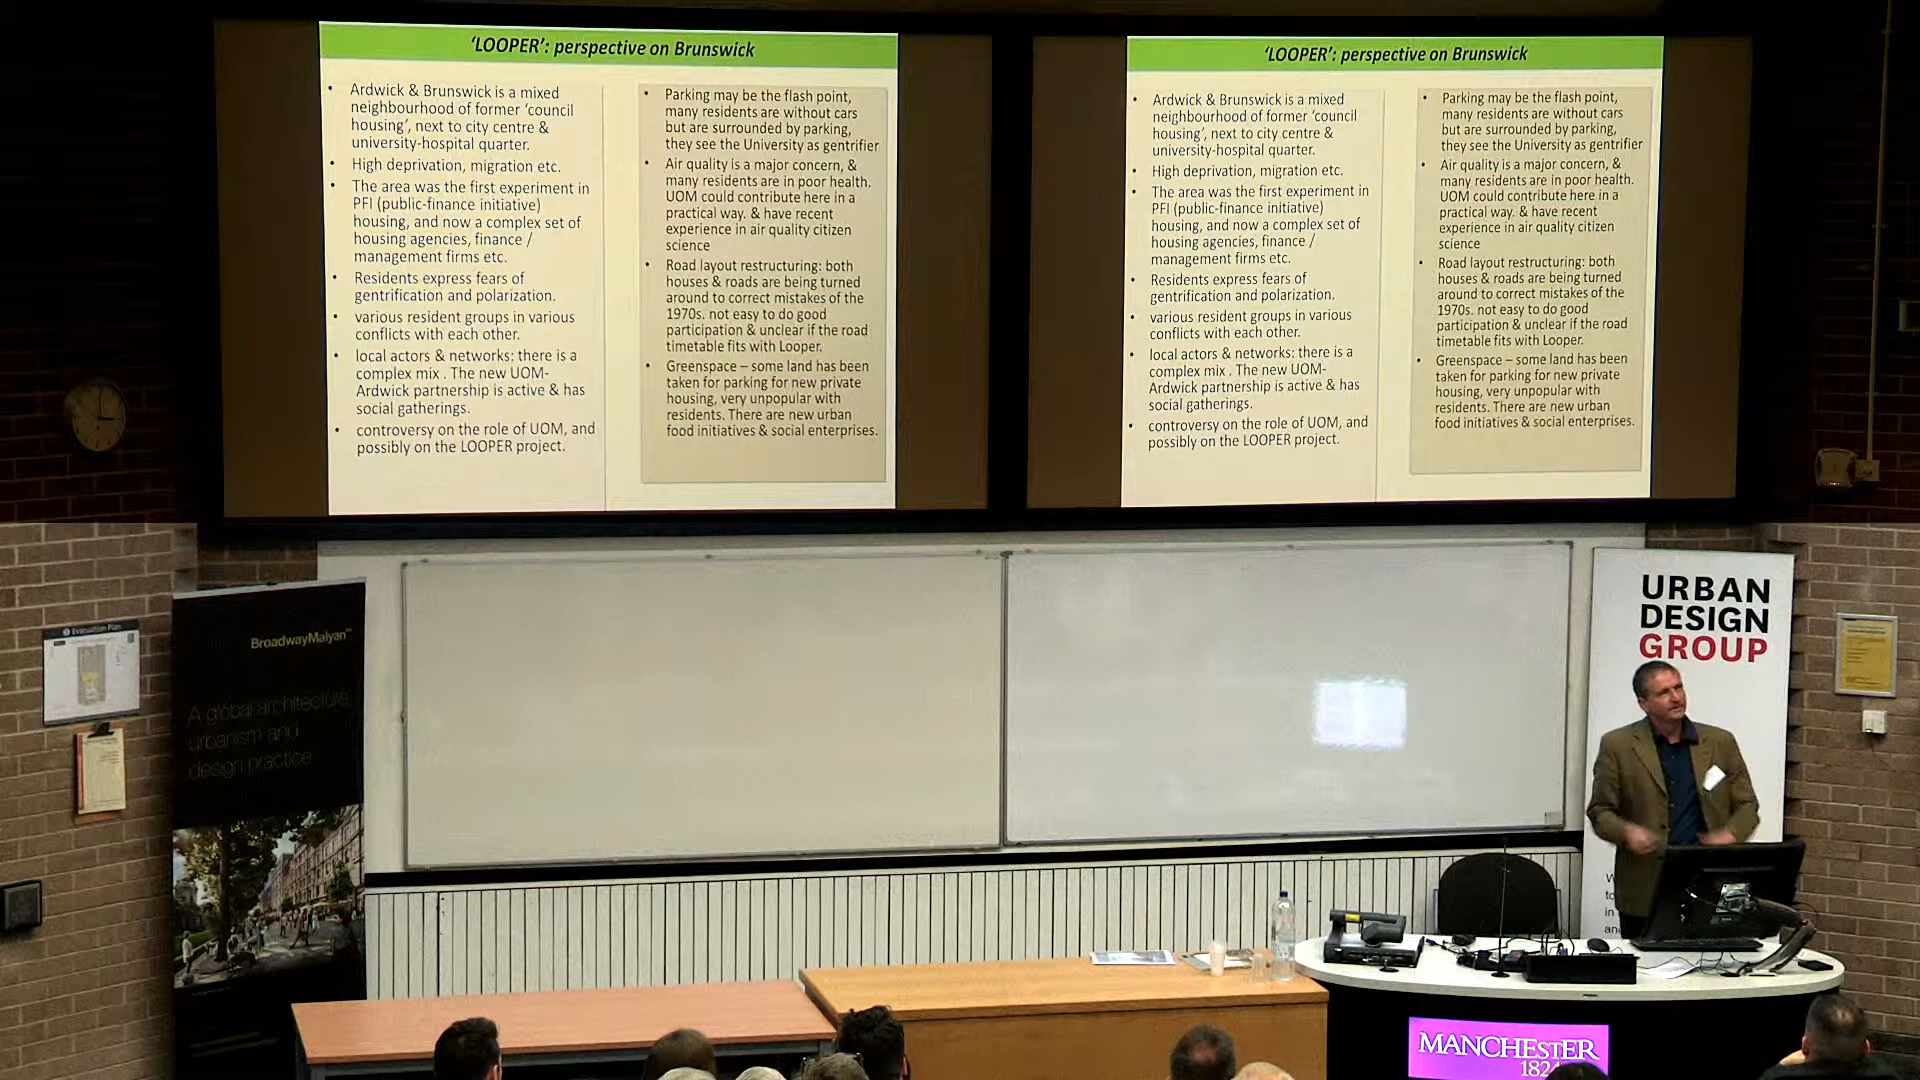 'LOOPER': perspective on Brunswick
• Ardwick & Brunswick is a mixed
neighbourhood of former 'council
housing', next to city centre &
university-hospital quarter.
• High deprivation, migration etc.
• The area was the first experiment in
PFI (public-finance initiative)
housing, and now a complex set of
housing agencies, finance /
management firms etc.
• Residents express fears of
gentrification and polarization.
• various resident groups in various
conflicts with each other.
• local actors & networks: there is a
complex mix . The new UOM-
Ardwick partnership is active & has
social gatherings.
• controversy on the role of UOM, and
possibly on the LOOPER project.
• Parking may be the flash point,
many residents are without cars
but are surrounded by parking,
they see the University as gentrifier
• Air quality is a major concern, &
many residents are in poor health.
UOM could contribute here in a
practical way. & have recent
experience in air quality citizen
science
• Road layout restructuring: both
houses & roads are being turned
around to correct mistakes of the
1970s. not easy to do good
participation & unclear if the road
timetable fits with Looper.
• Greenspace – some land has been
taken for parking for new private
housing, very unpopular with
residents. There are new urban
food initiatives & social enterprises.
'LOOPER': perspective on Brunswick
• Ardwick & Brunswick is a mixed
neighbourhood of former 'council
housing', next to city centre &
university-hospital quarter.
• High deprivation, migration etc.
• The area was the first experiment in
PFI (public-finance initiative)
housing, and now a complex set of
housing agencies, finance /
management firms etc.
• Residents express fears of
gentrification and polarization.
• various resident groups in various
conflicts with each other.
• local actors & networks: there is a
complex mix . The new UOM-
Ardwick partnership is active & has
social gatherings.
• controversy on the role of UOM, and
possibly on the LOOPER project.
• Parking may be the flash point,
many residents are without cars
but are surrounded by parking,
they see the University as gentrifier
• Air quality is a major concern, &
many residents are in poor health.
UOM could contribute here in a
practical way. & have recent
experience in air quality citizen
science
• Road layout restructuring: both
houses & roads are being turned
around to correct mistakes of the
1970s. not easy to do good
participation & unclear if the road
timetable fits with Looper.
• Greenspace – some land has been
taken for parking for new private
housing, very unpopular with
residents. There are new urban
food initiatives & social enterprises.
Evacuation Plan
BroadwayMalyan
A global architecture,
urbanism and
design practice
URBAN
DESIGN
GROUP
MANCHESTER
1824